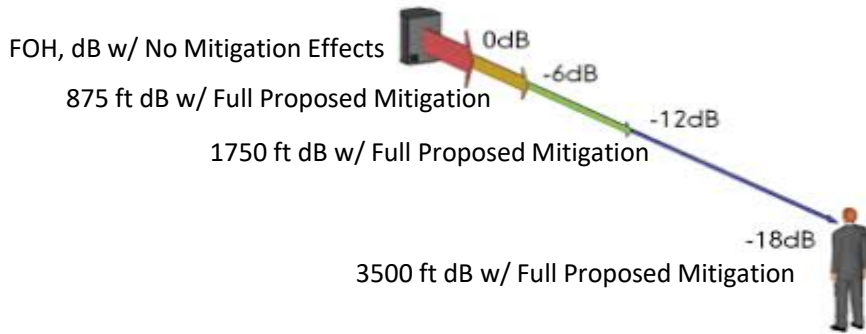 FOH, dB w/ No Mitigation Effects
0dB
875 ft dB w/ Full Proposed Mitigation
-6dB
1750 ft dB w/ Full Proposed Mitigation
-12dB
-18dB
3500 ft dB w/ Full Proposed Mitigation